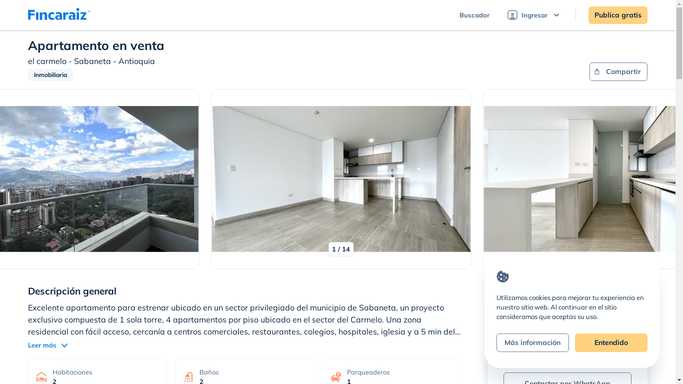 Fincaraiz
Buscador
Ingresar
Publica gratis
Apartamento en venta
el carmelo - Sabaneta - Antioquia
Inmobiliaria
Compartir
1 / 14
Descripción general
Excelente apartamento para estrenar ubicado en un sector privilegiado del municipio de Sabaneta, un proyecto
exclusivo compuesto de 1 sola torre, 4 apartamentos por piso ubicado en el sector del Carmelo. Una zona
residencial con fácil acceso, cercanía a centros comerciales, restaurantes, colegios, hospitales, iglesia y a 5 min del...
Leer más
Habitaciones
2
Baños
2
Parqueaderos
1
Utilizamos cookies para mejorar tu experiencia en
nuestro sitio web. Al continuar en el sitio
consideramos que aceptas su uso.
Más información
Entendido
Contactar por WhatsApp